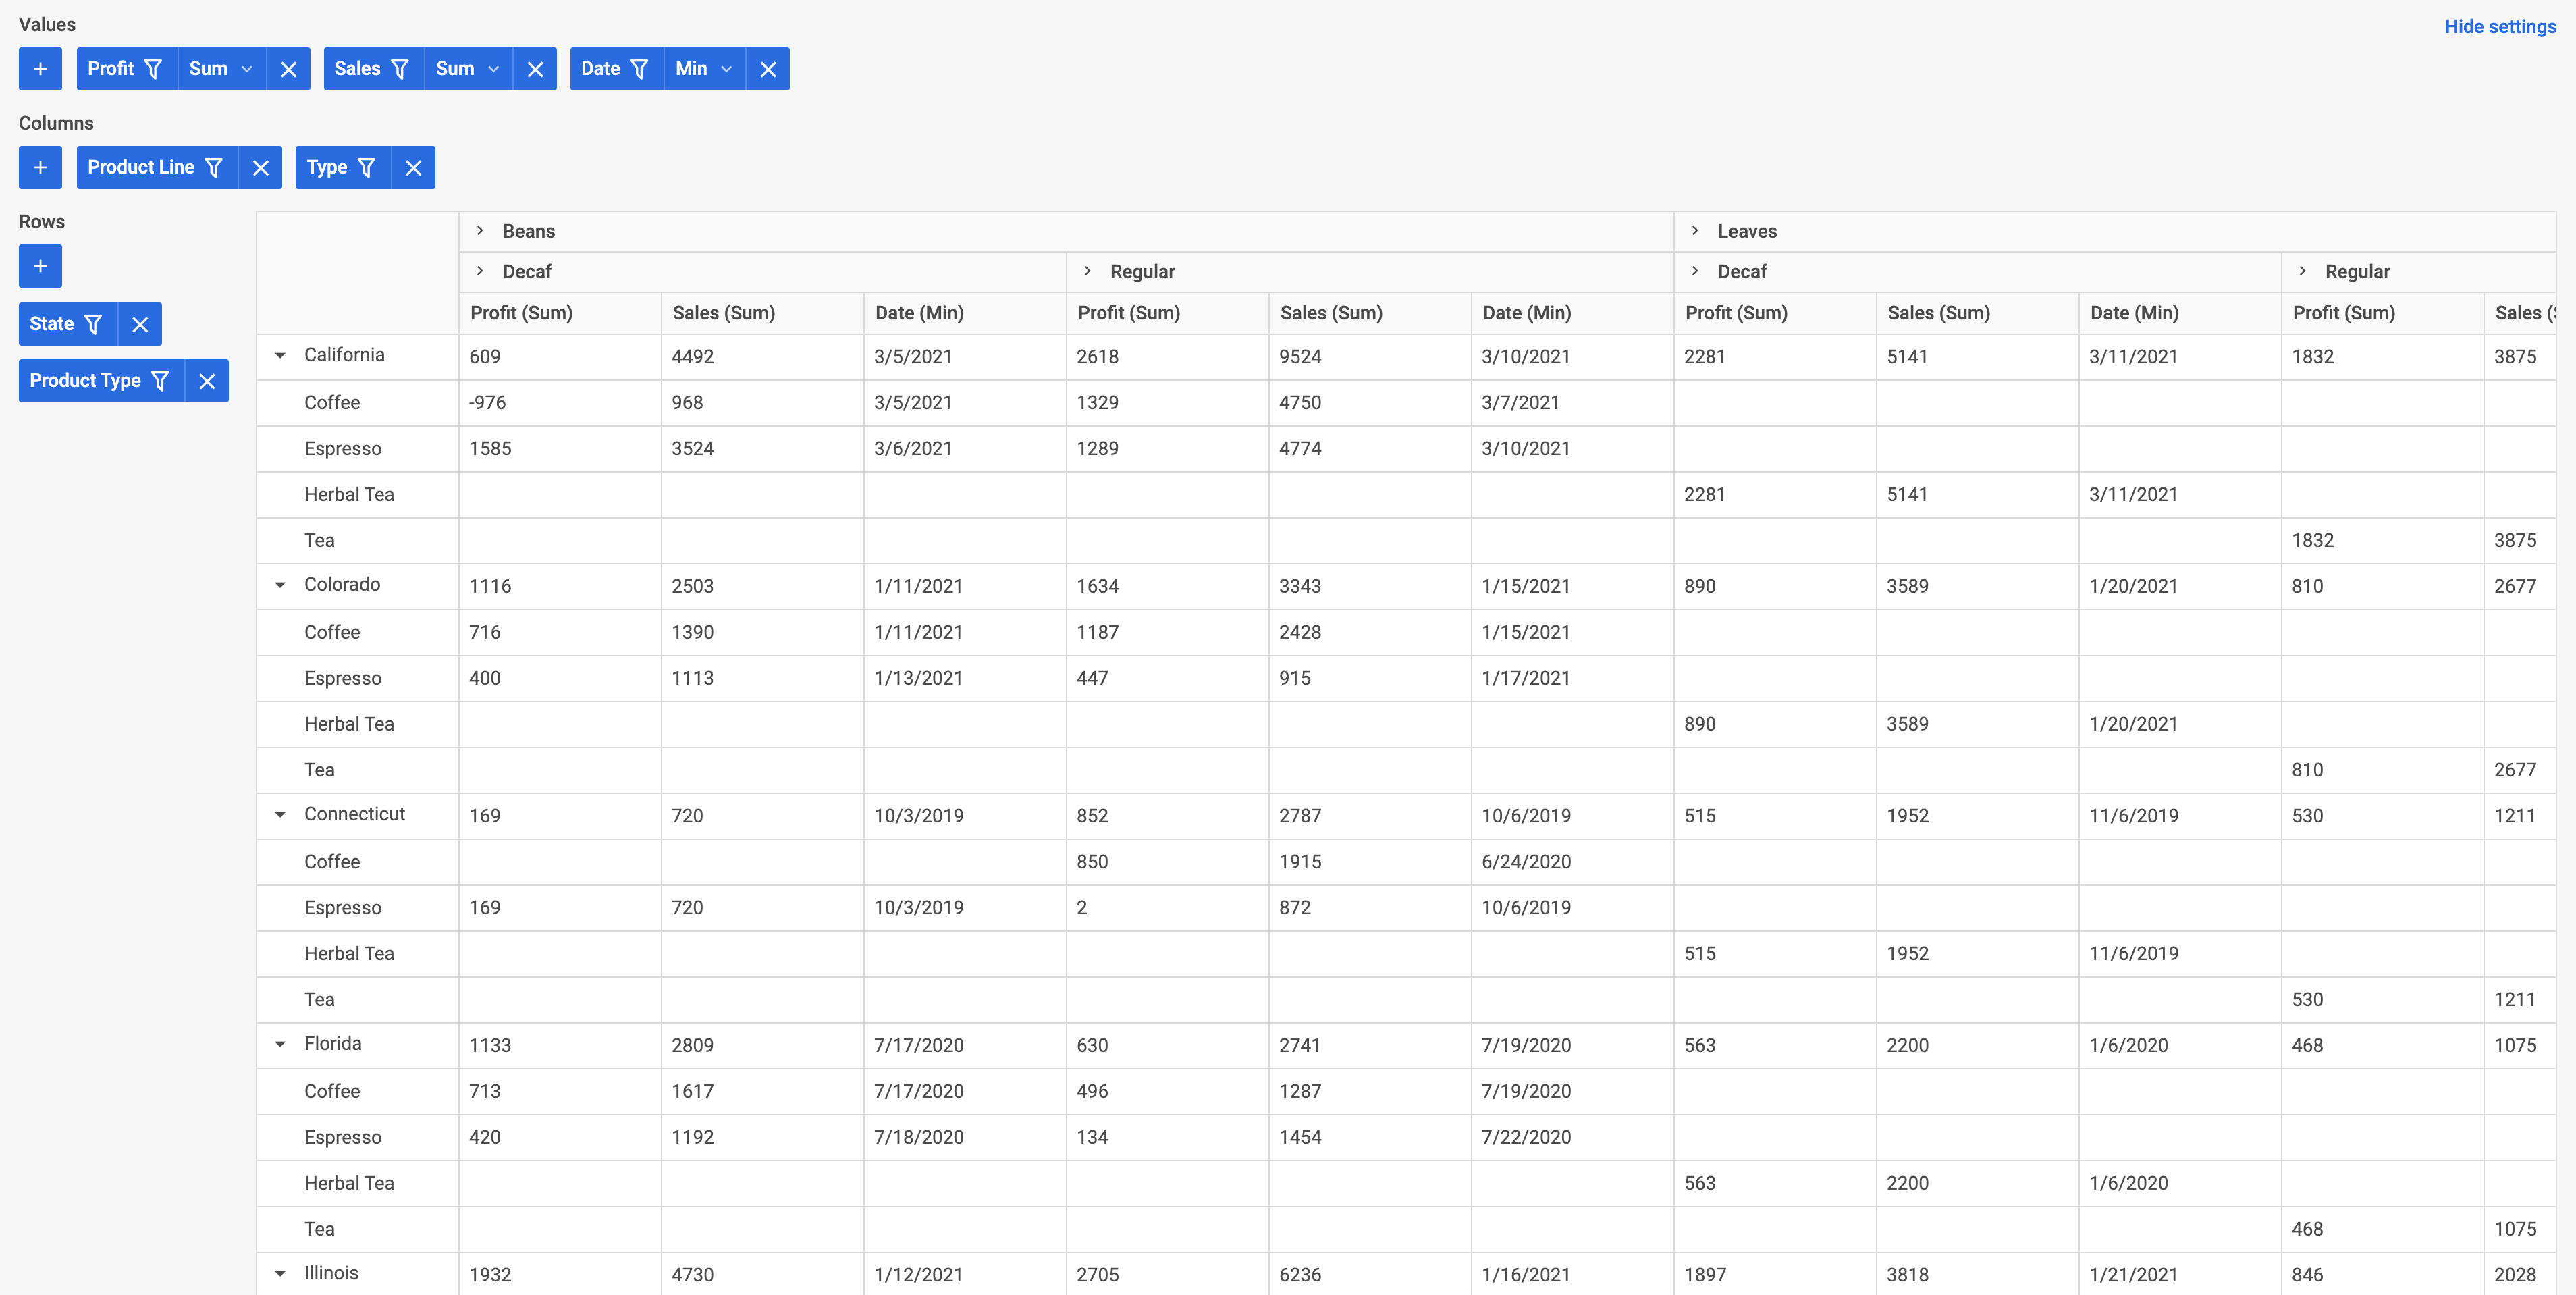 Values
Hide settings
+ Profit Sum Sales Sum Date Min
Columns
+ Product Line Type
Rows
+
State
Product Type
Beans Leaves
Decaf Regular Decaf Regular
Profit (Sum) Sales (Sum) Date (Min) Profit (Sum) Sales (Sum) Date (Min) Profit (Sum) Sales (Sum) Date (Min) Profit (Sum) Sales (
California 609 4492 3/5/2021 2618 9524 3/10/2021 2281 5141 3/11/2021 1832 3875
Coffee -976 968 3/5/2021 1329 4750 3/7/2021
Espresso 1585 3524 3/6/2021 1289 4774 3/10/2021
Herbal Tea 2281 5141 3/11/2021
Tea 1832 3875
Colorado 1116 2503 1/11/2021 1634 3343 1/15/2021 890 3589 1/20/2021 810 2677
Coffee 716 1390 1/11/2021 1187 2428 1/15/2021
Espresso 400 1113 1/13/2021 447 915 1/17/2021
Herbal Tea 890 3589 1/20/2021
Tea 810 2677
Connecticut 169 720 10/3/2019 852 2787 10/6/2019 515 1952 11/6/2019 530 1211
Coffee 850 1915 6/24/2020
Espresso 169 720 10/3/2019 2 872 10/6/2019
Herbal Tea 515 1952 11/6/2019
Tea 530 1211
Florida 1133 2809 7/17/2020 630 2741 7/19/2020 563 2200 1/6/2020 468 1075
Coffee 713 1617 7/17/2020 496 1287 7/19/2020
Espresso 420 1192 7/18/2020 134 1454 7/22/2020
Herbal Tea 563 2200 1/6/2020
Tea 468 1075
Illinois 1932 4730 1/12/2021 2705 6236 1/16/2021 1897 3818 1/21/2021 846 2028